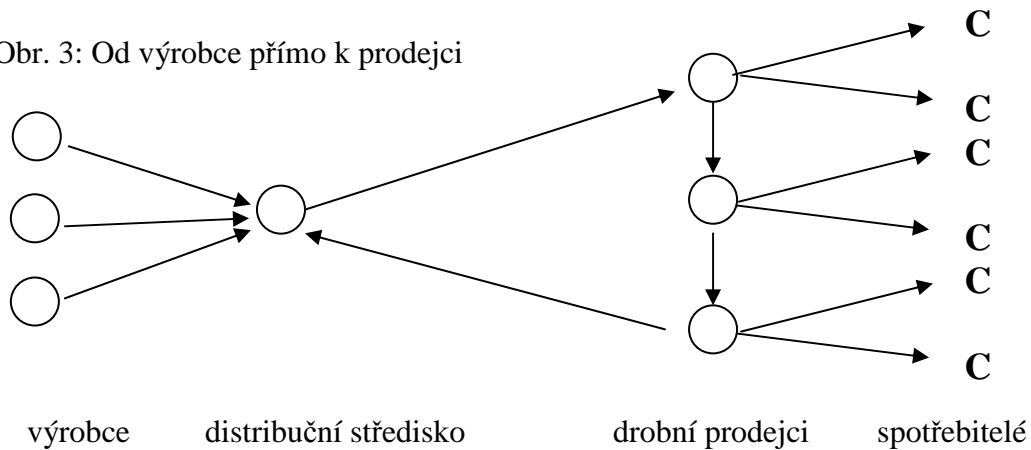 C
Obr. 3: Od výrobce přímo k prodejci
C
C
C
C
C
výrobce distribuční středisko drobní prodejci spotřebitelé